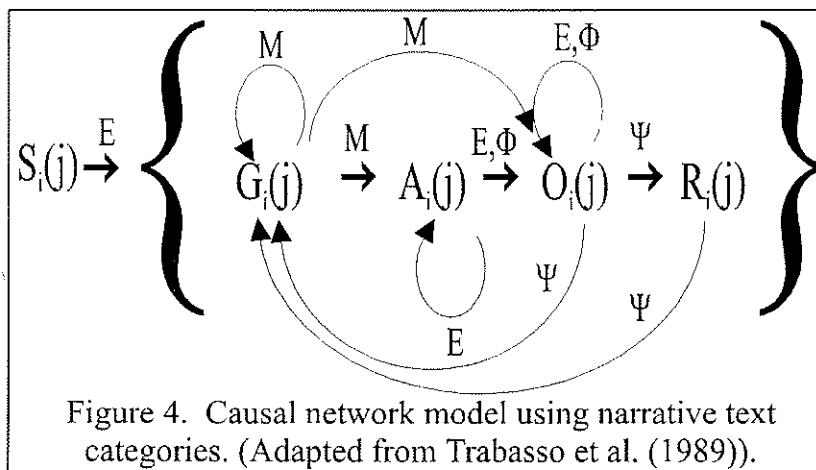 M
M
E,Φ
S_i(j) E → { G_i(j) M → A_i(j) E,Φ → O_i(j) Ψ → R_i(j) }
E
Ψ
Ψ
Figure 4. Causal network model using narrative text
categories. (Adapted from Trabasso et al. (1989)).